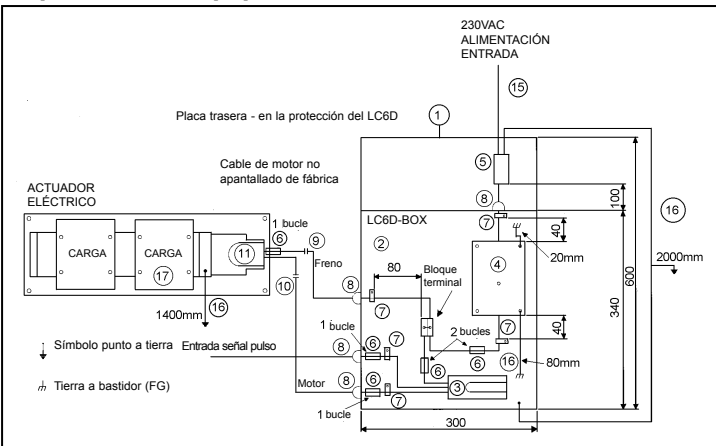 230VAC
ALIMENTACIÓN
ENTRADA
15
Placa trasera - en la protección del LC6D
1
5
Cable de motor no
apantallado de fábrica
8
100
16
ACTUADOR
ELÉCTRICO
1 bucle
6
9
LC6D-BOX
7
40
CARGA
CARGA
11
2
4
20mm
17
Freno
80
Bloque
terminal
2000mm
600
340
10
8
16
1400mm
7
1 bucle
7
2 bucles
7
40
Símbolo punto a tierra
Entrada señal pulso
8
6
6
6
16
80mm
Tierra a bastidor (FG)
Motor
8
6
3
1 bucle
7
300